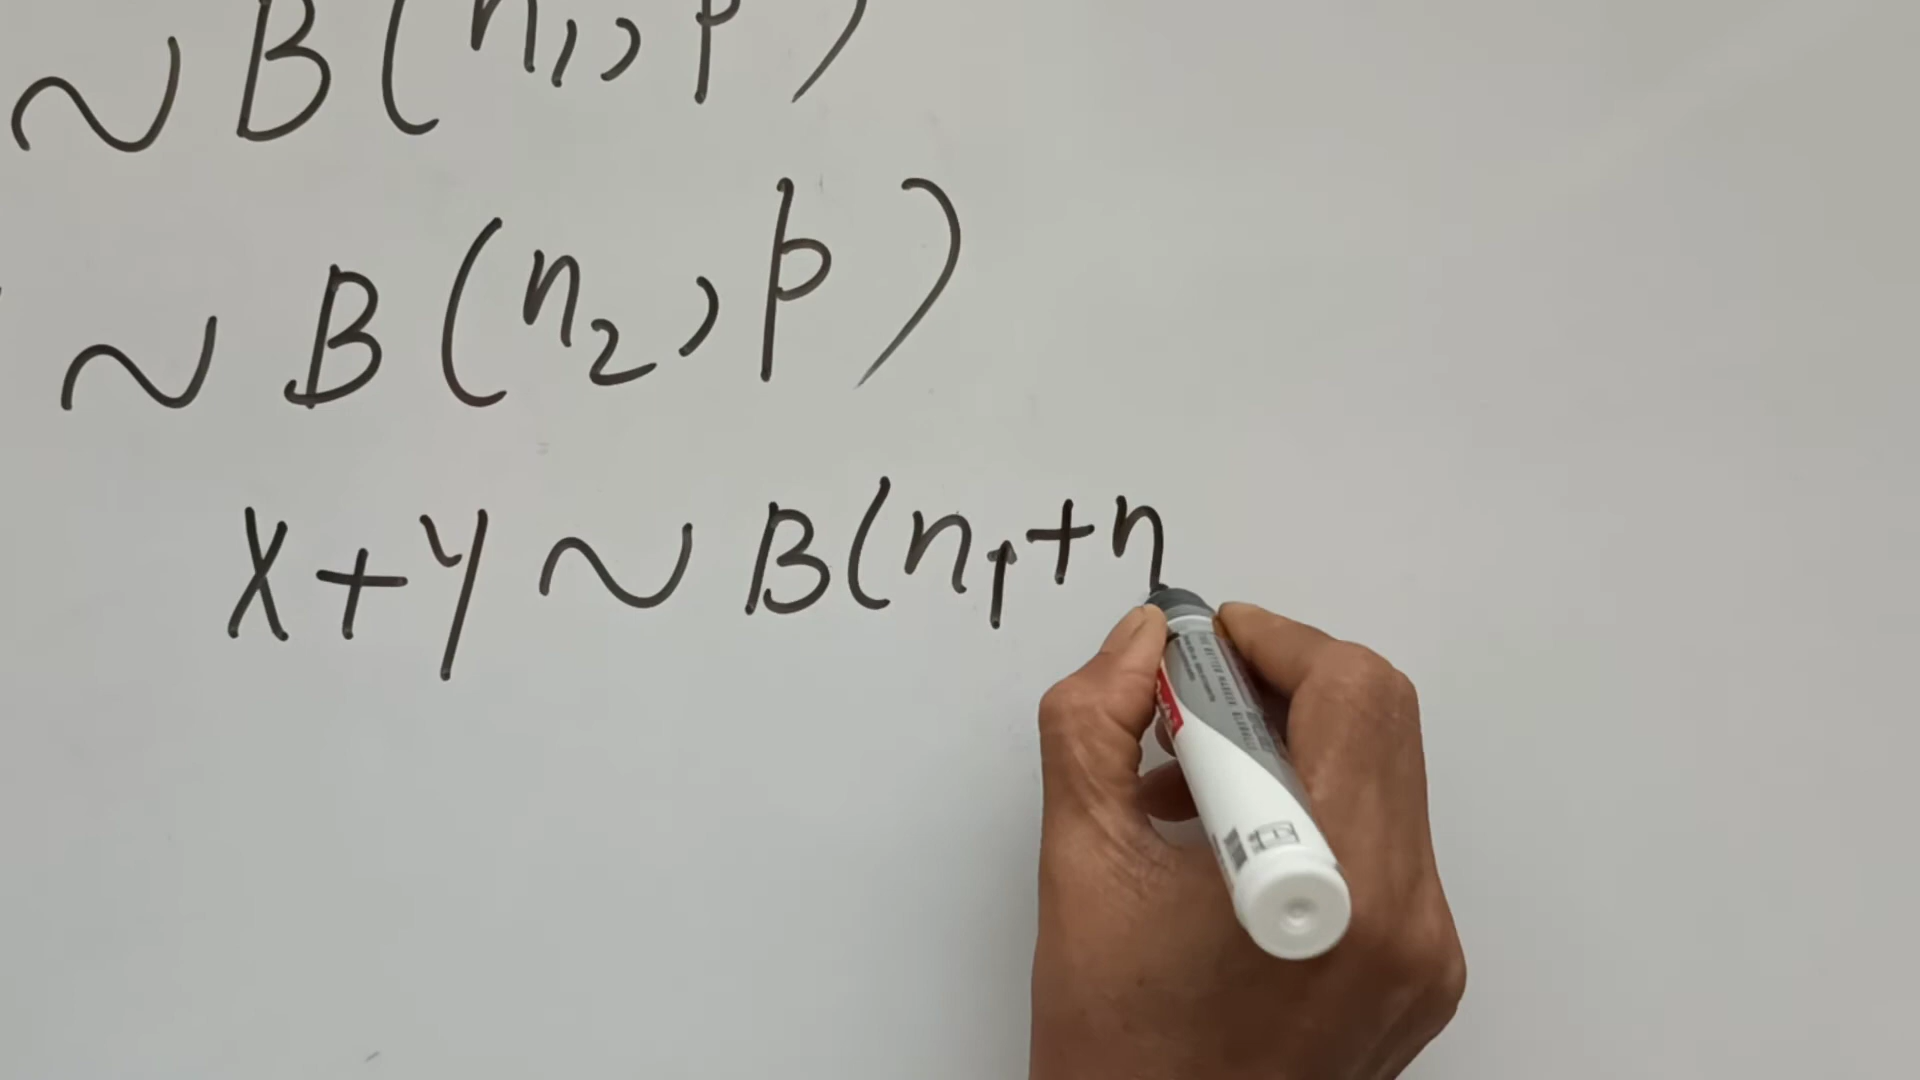 ~ B(n₁, p)
~ B(n₂, p)
X+Y ~ B(n₁+n